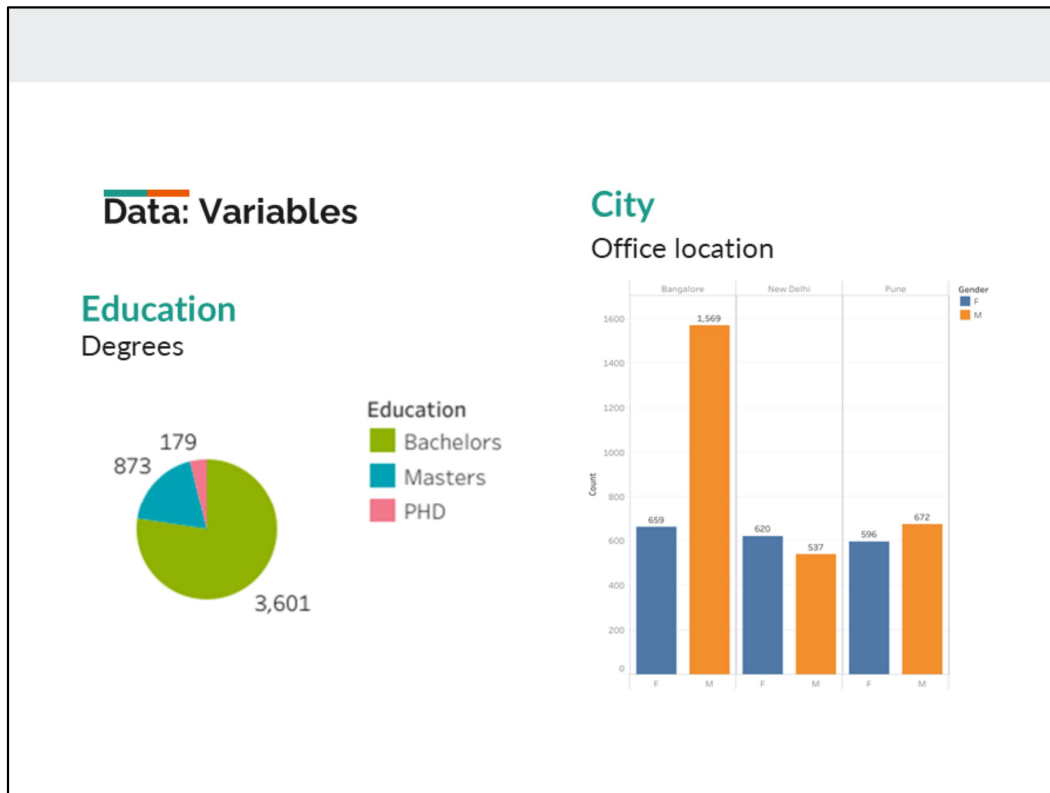 Data: Variables
Education
Degrees
Education
Bachelors
Masters
PHD
179
873
3,601
City
Office location
Bangalore New Delhi Pune
Gender
F
M
Count
1600
1400
1200
1000
800
600
400
200
0
659
1,569
620
537
596
672
F M F M F M